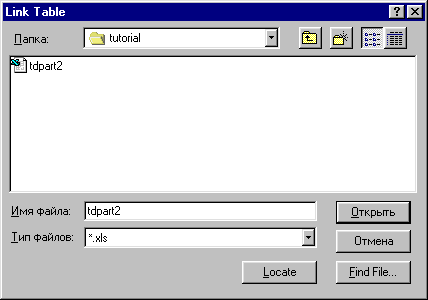 Link Table
Папка: tutorial
tdpart2
Имя файла: tdpart2 Открыть
Тип файлов: *.xls Отмена
Locate Find File...